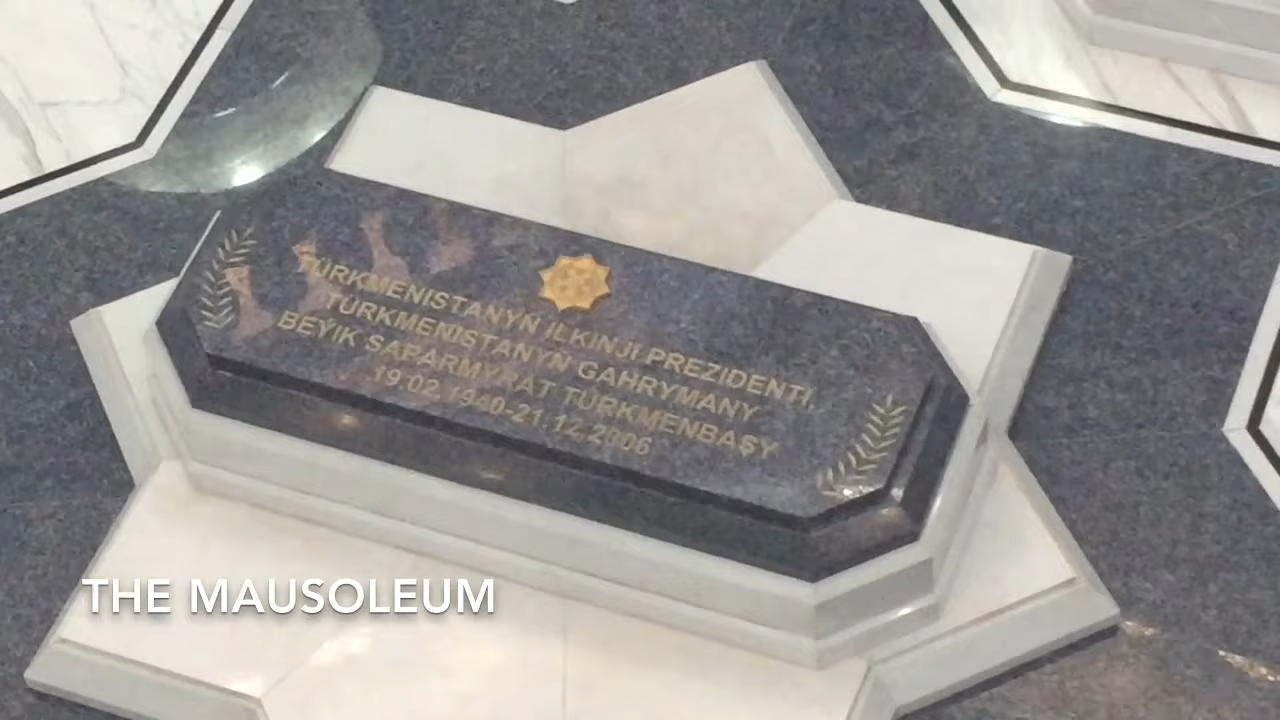 TÜRKMENISTANYŇ ILKINJI PREZIDENTI,
TÜRKMENISTANYŇ GAHRYMANY
BEÝIK SAPARMYRAT TÜRKMENBAŞY
19.02.1940-21.12.2006
THE MAUSOLEUM